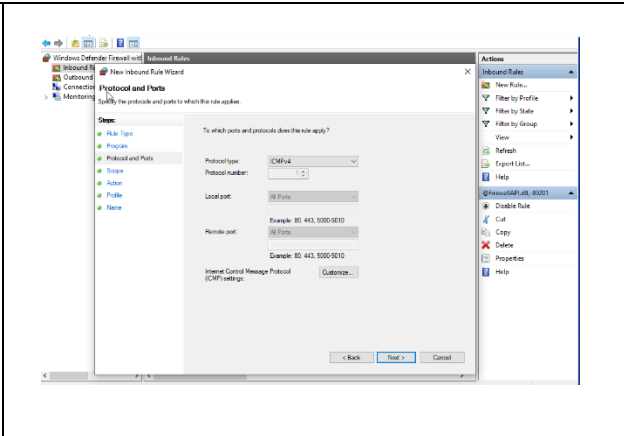 Windows Defender Firewall witl
Inbound Rules
Actions
Inbound R
Outbound
Connection
Monitoring
New Inbound Rule Wizard
Protocol and Ports
Specify the protocols and ports to which this rule applies.
Steps:
Rule Type
Program
Protocol and Ports
Scope
Action
Profile
Name
To which ports and protocols does this rule apply?
Protocol type: ICMPv4
Protocol number: 1
Local port: All Ports
Example: 80, 443, 5000-5010
Remote port: All Ports
Example: 80, 443, 5000-5010
Internet Control Message Protocol
(ICMP) settings: Customize...
< Back Next > Cancel
Inbound Rules
New Rule...
Filter by Profile
Filter by State
Filter by Group
View
Refresh
Export List...
Help
@FirewallAPI.dll,-80201
Disable Rule
Cut
Copy
Delete
Properties
Help